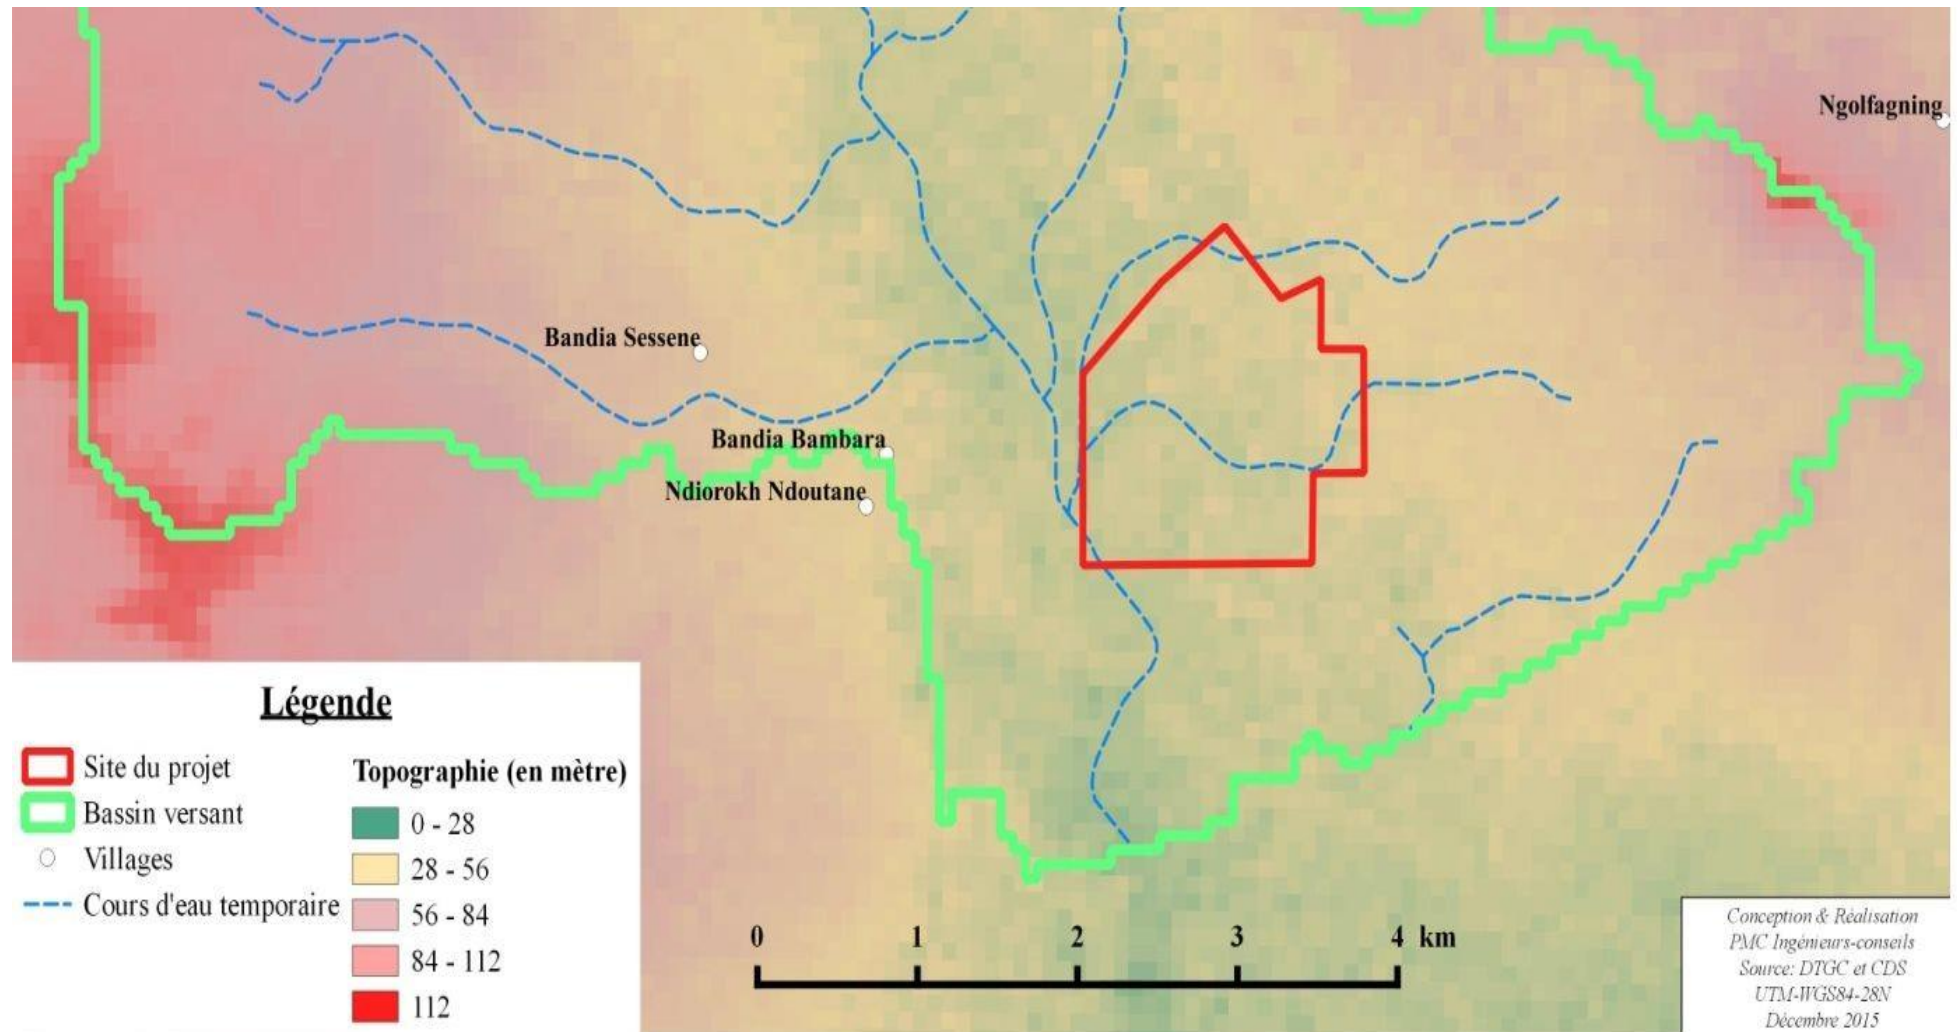 Ngolfagning
Bandia Sessene
Bandia Bambara
Ndiorokh Ndoutane
Légende
Site du projet
Bassin versant
Villages
Cours d'eau temporaire
Topographie (en mètre)
0 - 28
28 - 56
56 - 84
84 - 112
112
0 1 2 3 4 km
Conception & Réalisation
PMC Ingénieurs-conseils
Source: DTGC et CDS
UTM-WGS84-28N
Décembre 2015